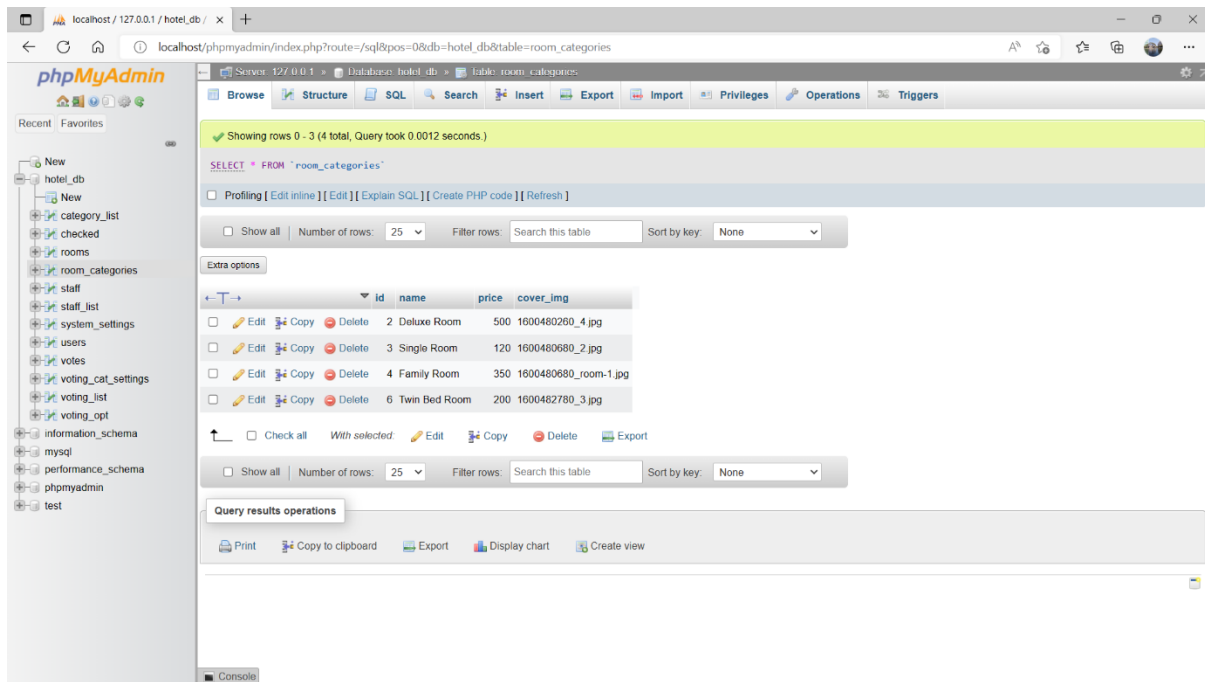 localhost / 127.0.0.1 / hotel_db /
localhost/phpmyadmin/index.php?route=/sql&pos=0&db=hotel_db&table=room_categories
phpMyAdmin
Recent Favorites
New
hotel_db
New
category_list
checked
rooms
room_categories
staff
staff_list
system_settings
users
votes
voting_cat_settings
voting_list
voting_opt
information_schema
mysql
performance_schema
phpmyadmin
test
Server: 127.0.0.1 » Database: hotel_db » Table: room_categories
Browse Structure SQL Search Insert Export Import Privileges Operations Triggers
Showing rows 0 - 3 (4 total, Query took 0.0012 seconds.)
SELECT * FROM `room_categories`
Profiling [ Edit inline ] [ Edit ] [ Explain SQL ] [ Create PHP code ] [ Refresh ]
Show all | Number of rows: 25 Filter rows: Search this table Sort by key: None
Extra options
←T→ id name price cover_img
Edit Copy Delete 2 Deluxe Room 500 1600480260_4.jpg
Edit Copy Delete 3 Single Room 120 1600480680_2.jpg
Edit Copy Delete 4 Family Room 350 1600480680_room-1.jpg
Edit Copy Delete 6 Twin Bed Room 200 1600482780_3.jpg
Check all With selected: Edit Copy Delete Export
Show all | Number of rows: 25 Filter rows: Search this table Sort by key: None
Query results operations
Print Copy to clipboard Export Display chart Create view
Console